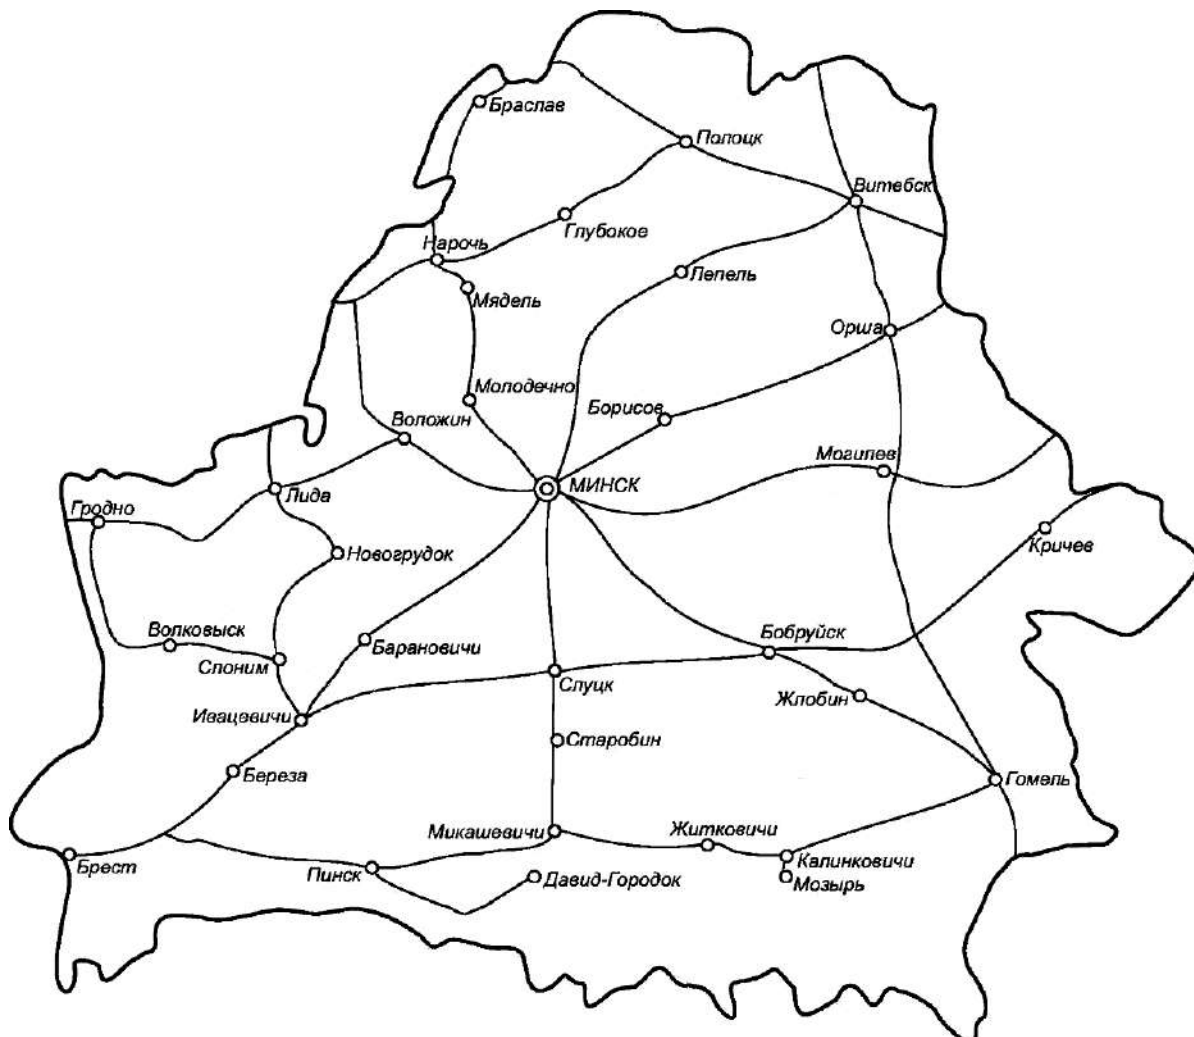 Браслав
Полоцк
Витебск
Глубокое
Нарочь
Лепель
Мядель
Орша
Молодечно
Борисов
Воложин
Могилев
МИНСК
Лида
Гродно
Кричев
Новогрудок
Волковыск
Барановичи
Бобруйск
Слоним
Слуцк
Жлобин
Ивацевичи
Старобин
Береза
Гомель
Микашевичи
Житковичи
Брест
Пинск
Калинковичи
Давид-Городок
Мозырь